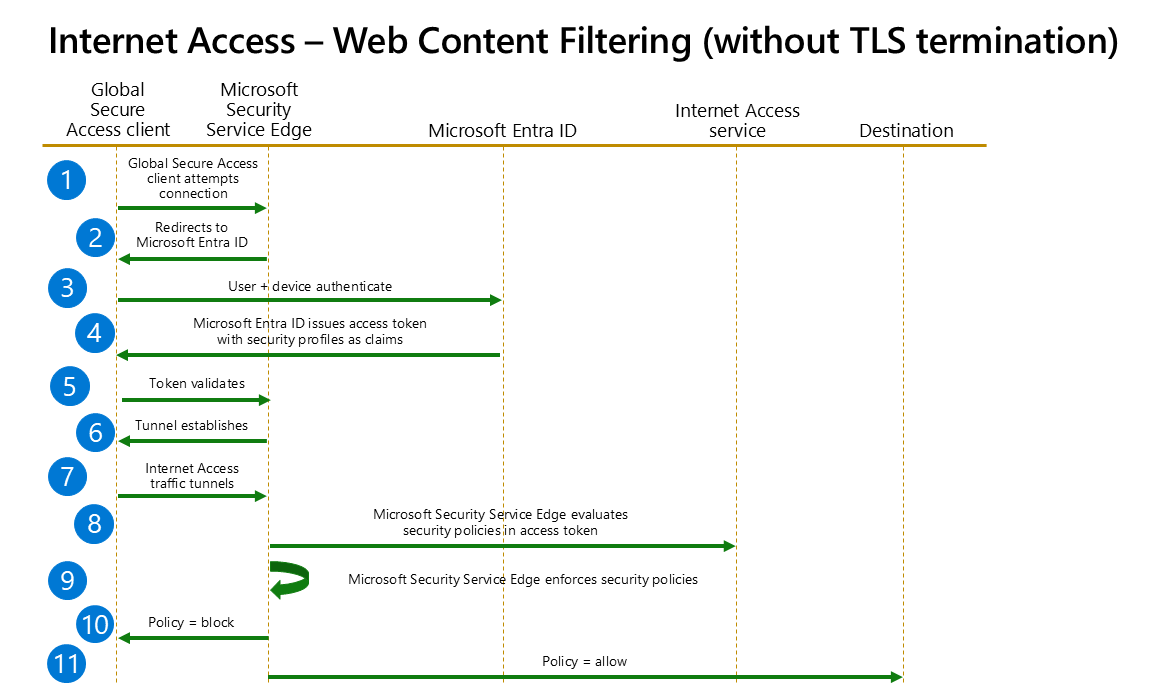 Internet Access – Web Content Filtering (without TLS termination)
Global
Secure
Access client
Microsoft
Security
Service Edge
Microsoft Entra ID
Internet Access
service
Destination
1
Global Secure Access
client attempts
connection
2
Redirects to
Microsoft Entra ID
3
User + device authenticate
4
Microsoft Entra ID issues access token
with security profiles as claims
5
Token validates
6
Tunnel establishes
7
Internet Access
traffic tunnels
8
Microsoft Security Service Edge evaluates
security policies in access token
9
Microsoft Security Service Edge enforces security policies
10
Policy = block
11
Policy = allow